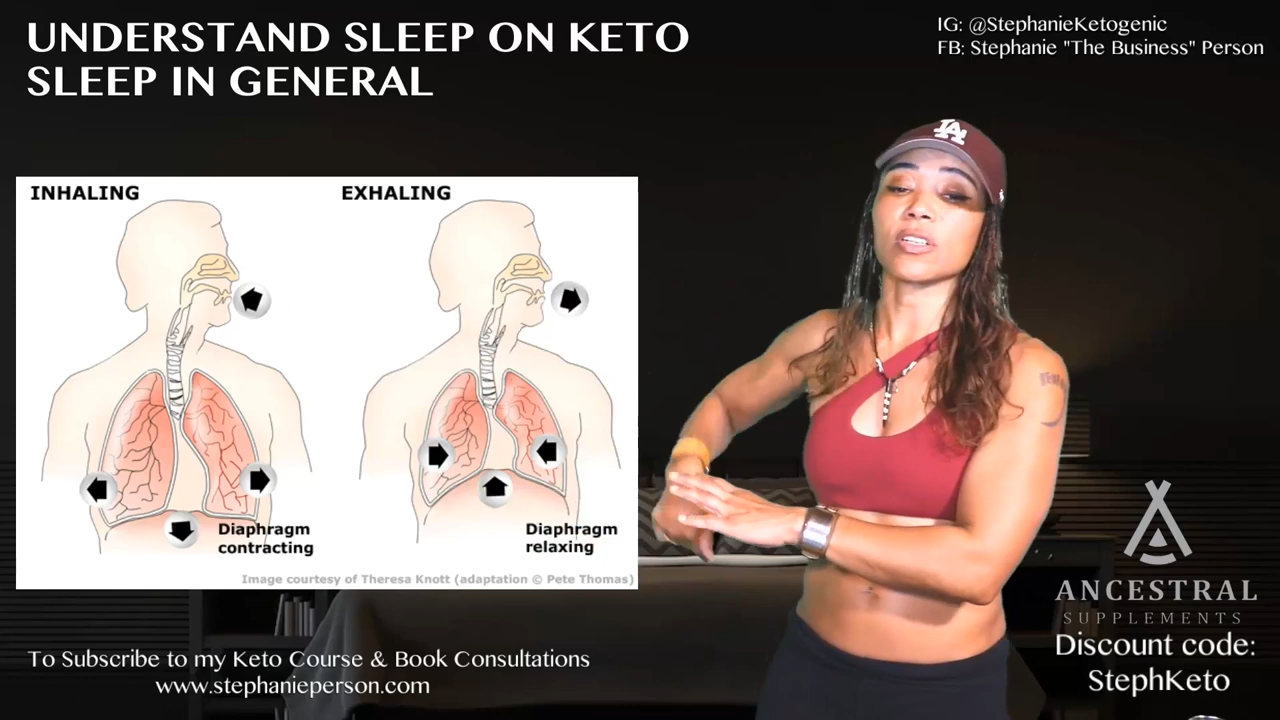 UNDERSTAND SLEEP ON KETO
SLEEP IN GENERAL
IG: @StephanieKetogenic
FB: Stephanie "The Business" Person
INHALING
EXHALING
Diaphragm
contracting
Diaphragm
relaxing
Image courtesy of Theresa Knott (adaptation © Pete Thomas)
LA
ANCESTRAL
SUPPLEMENTS
Discount code:
StephKeto
To Subscribe to my Keto Course & Book Consultations
www.stephanieperson.com